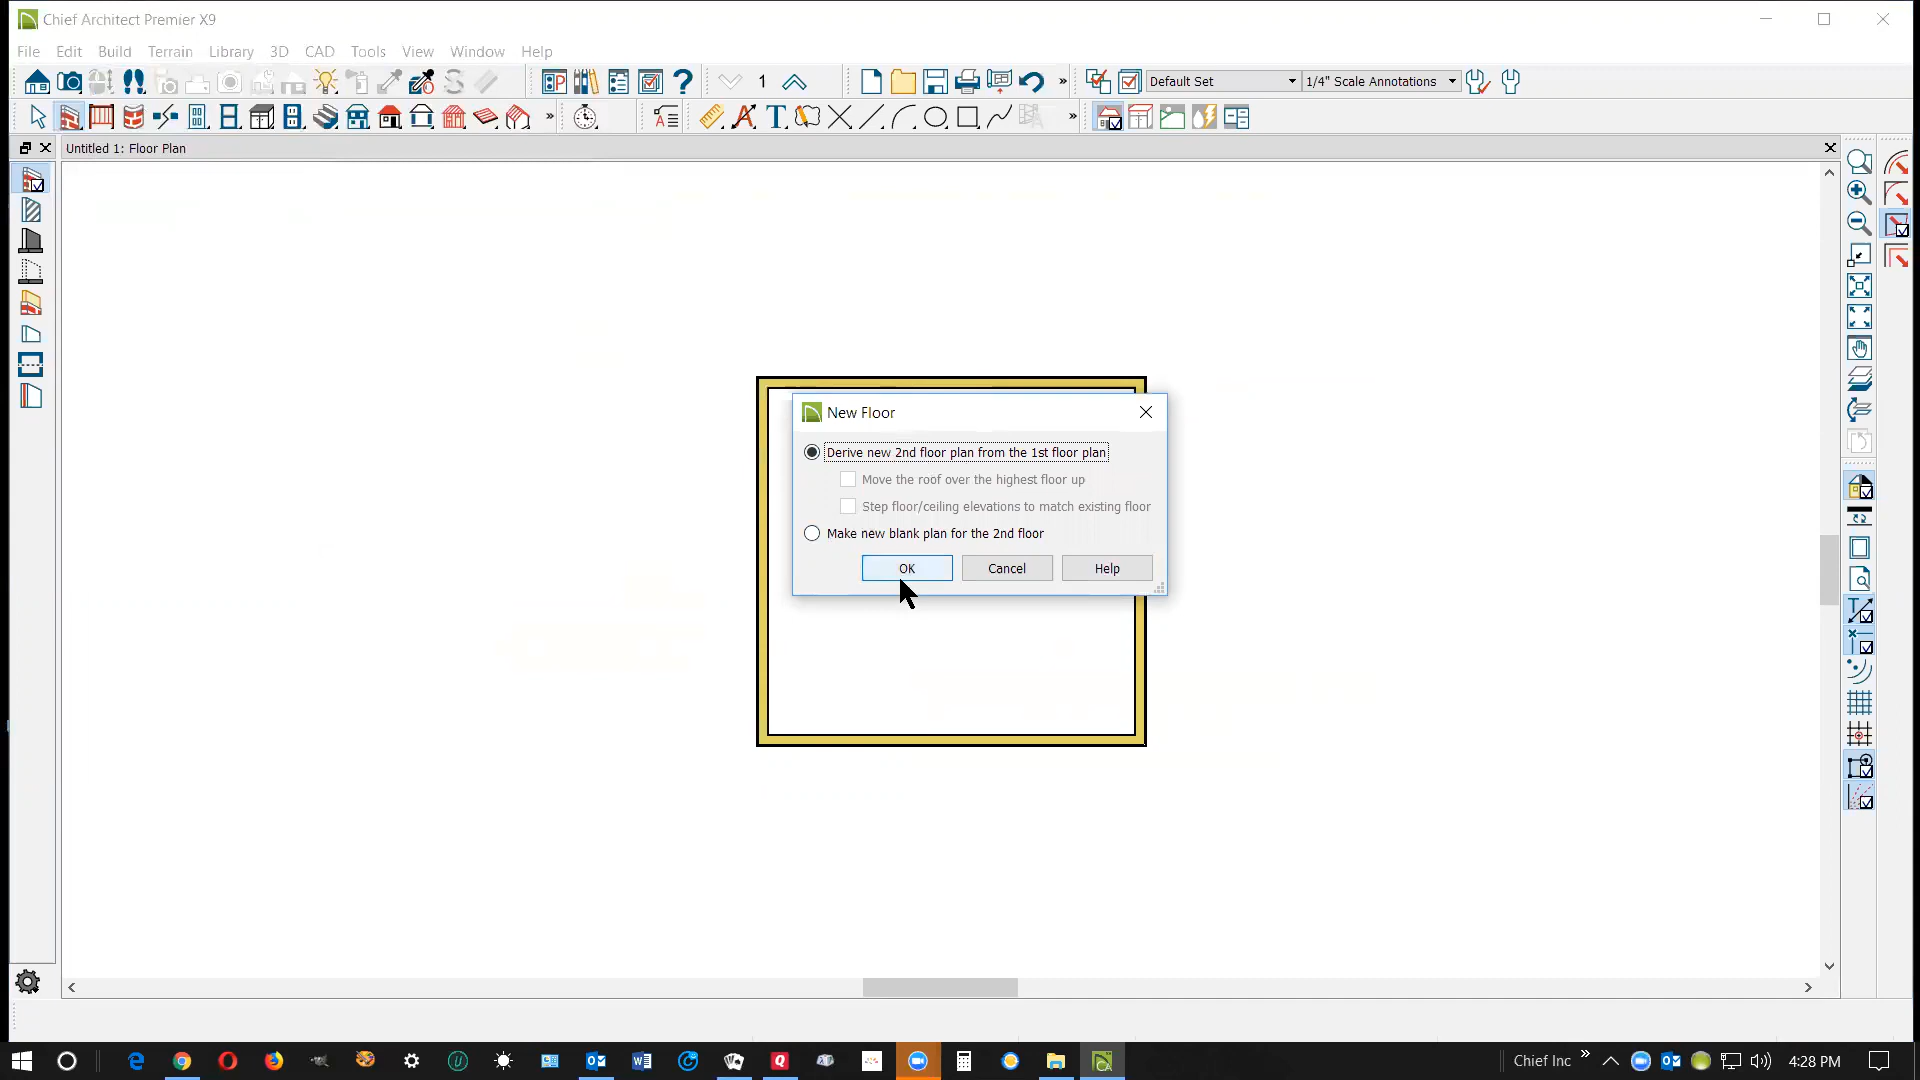 Chief Architect Premier X9
File Edit Build Terrain Library 3D CAD Tools View Window Help
1 Default Set 1/4" Scale Annotations
Untitled 1: Floor Plan
New Floor
Derive new 2nd floor plan from the 1st floor plan
Move the roof over the highest floor up
Step floor/ceiling elevations to match existing floor
Make new blank plan for the 2nd floor
OK Cancel Help
Chief Inc 4:28 PM